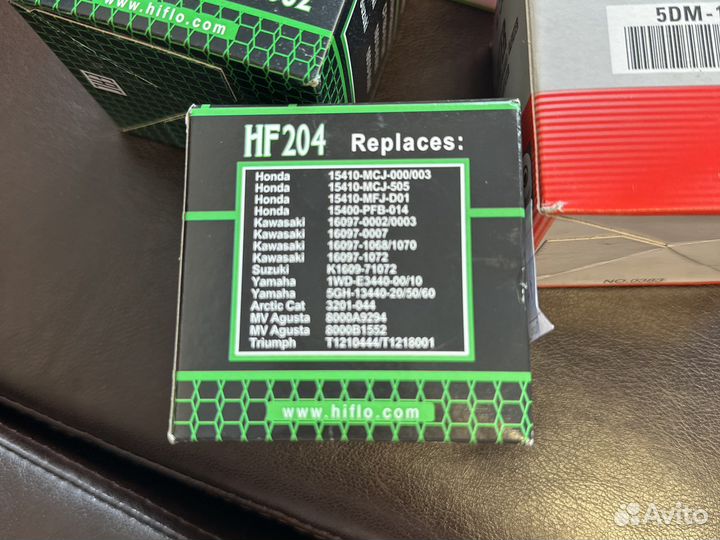 www.hiflo.com
5DM-1
HF204 Replaces:
Honda 15410-MCJ-000/003
Honda 15410-MCJ-505
Honda 15410-MFJ-D01
Honda 15400-PFB-014
Kawasaki 16097-0002/0003
Kawasaki 16097-0007
Kawasaki 16097-1068/1070
Kawasaki 16097-1072
Suzuki K1609-71072
Yamaha 1WD-E3440-00/10
Yamaha 5GH-13440-20/50/60
Arctic Cat 3201-044
MV Agusta 8000A9294
MV Agusta 8000B1552
Triumph T1210444/T1218001
NO.0383
www.hiflo.com
Avito